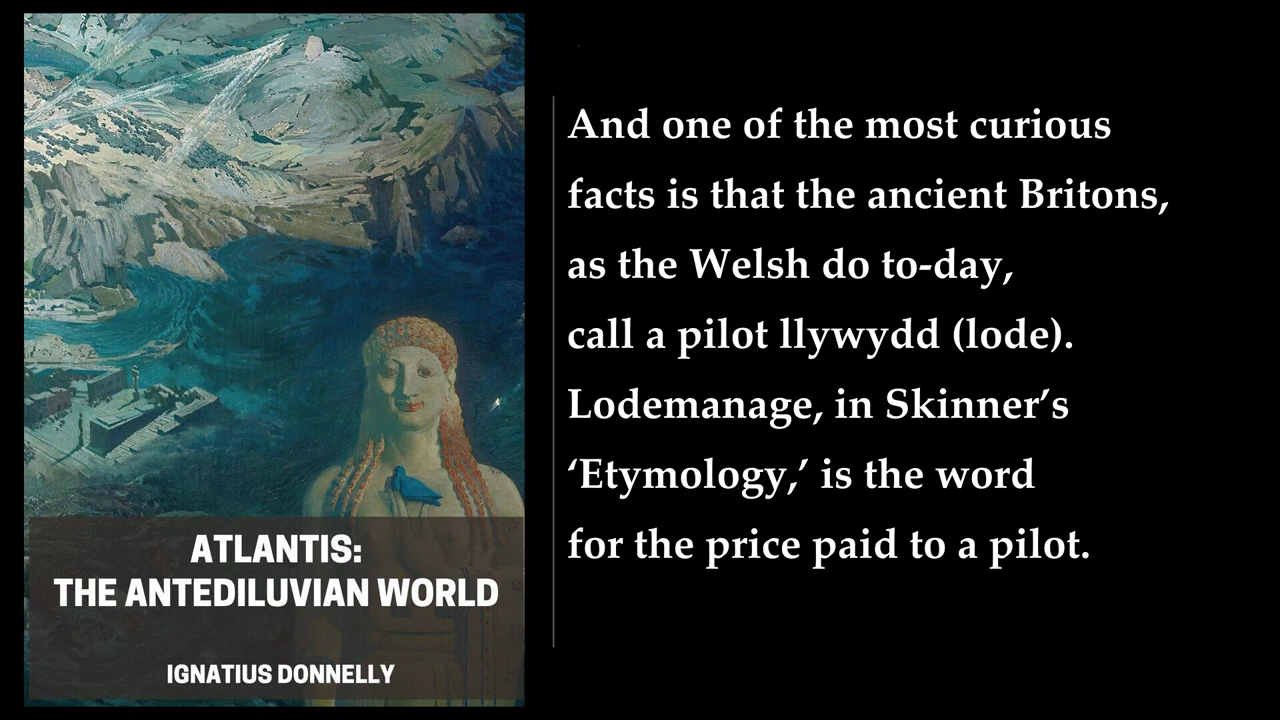 ATLANTIS:
THE ANTEDILUVIAN WORLD
IGNATIUS DONNELLY
And one of the most curious
facts is that the ancient Britons,
as the Welsh do to-day,
call a pilot llywydd (lode).
Lodemanage, in Skinner’s
‘Etymology,’ is the word
for the price paid to a pilot.